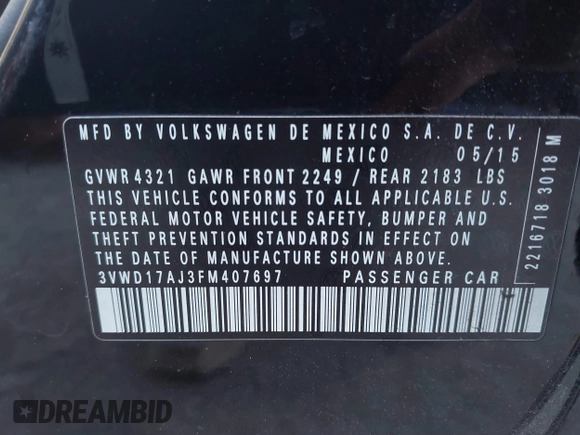 MFD BY VOLKSWAGEN DE MEXICO S.A. DE C.V.
MEXICO 05/15
GVWR 4321 GAWR FRONT 2249 / REAR 2183 LBS
THIS VEHICLE CONFORMS TO ALL APPLICABLE U.S.
FEDERAL MOTOR VEHICLE SAFETY, BUMPER AND
THEFT PREVENTION STANDARDS IN EFFECT ON
THE DATE OF MANUFACTURE SHOWN ABOVE.
3VWD17AJ3FM407697 PASSENGER CAR
2216718 3018 M
DREAMBID